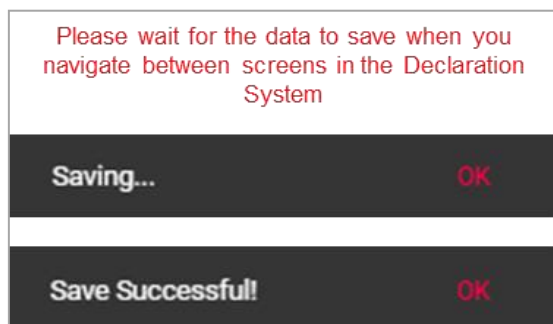 Please wait for the data to save when you
navigate between screens in the Declaration
System
Saving... OK
Save Successful! OK